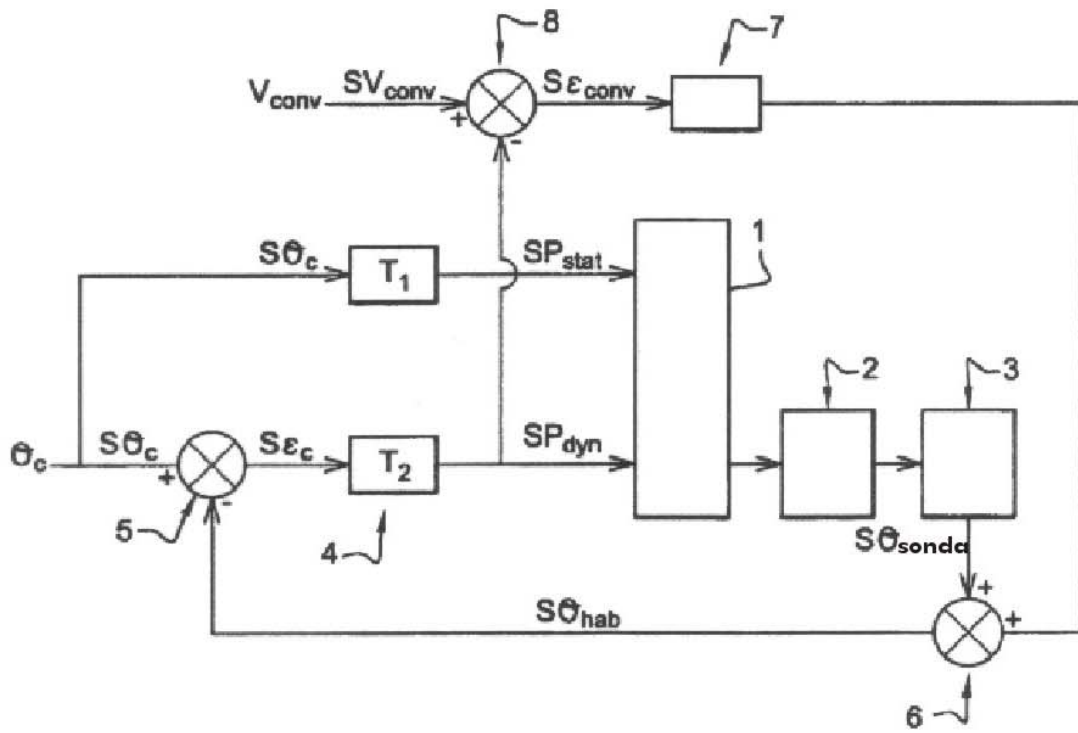 8
7
V_conv SV_conv Sε_conv
+
-
1
Sθ_c T_1 SP_stat
2 3
θ_c Sθ_c Sε_c T_2 SP_dyn
+
-
5 4
Sθ_sonda
+
Sθ_hab +
6